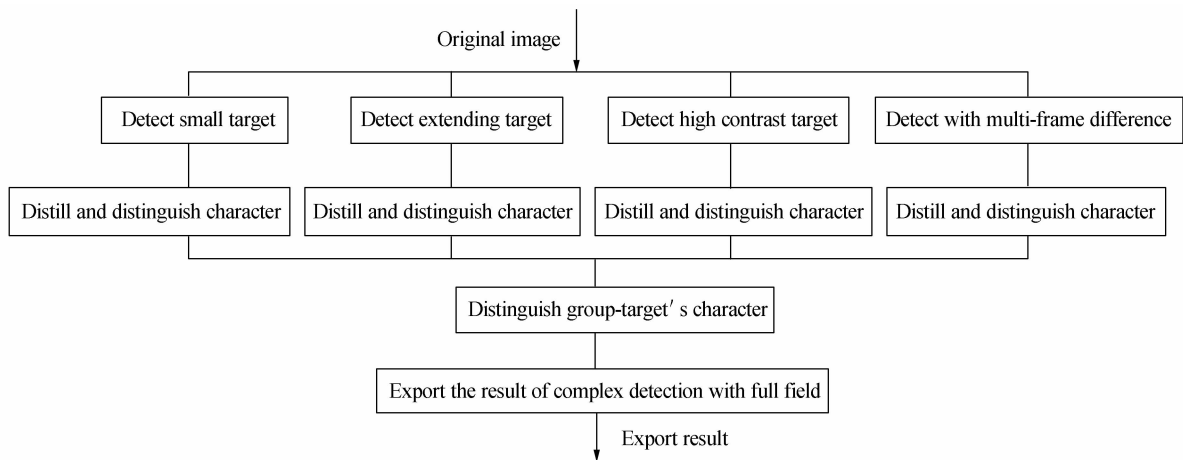 Original image
Detect small target
Detect extending target
Detect high contrast target
Detect with multi-frame difference
Distill and distinguish character
Distill and distinguish character
Distill and distinguish character
Distill and distinguish character
Distinguish group-target′ s character
Export the result of complex detection with full field
Export result